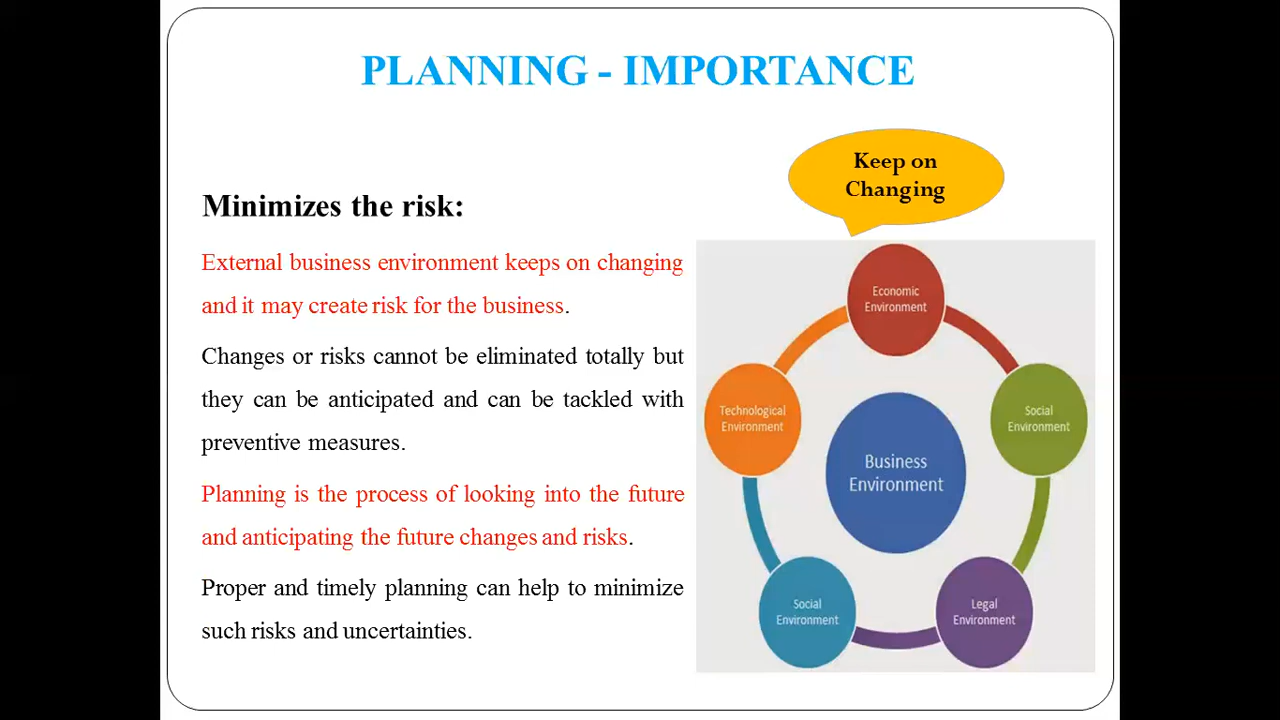 PLANNING - IMPORTANCE
Keep on
Changing
Minimizes the risk:
External business environment keeps on changing
and it may create risk for the business.
Changes or risks cannot be eliminated totally but
they can be anticipated and can be tackled with
preventive measures.
Planning is the process of looking into the future
and anticipating the future changes and risks.
Proper and timely planning can help to minimize
such risks and uncertainties.
Economic
Environment
Technological
Environment
Social
Environment
Business
Environment
Social
Environment
Legal
Environment